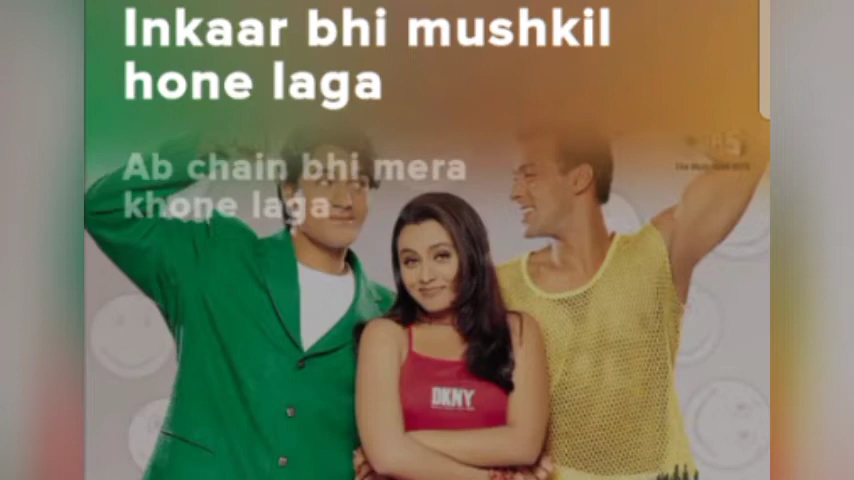 Inkaar bhi mushkil
hone laga
Ab chain bhi mera
khone laga
DKNY